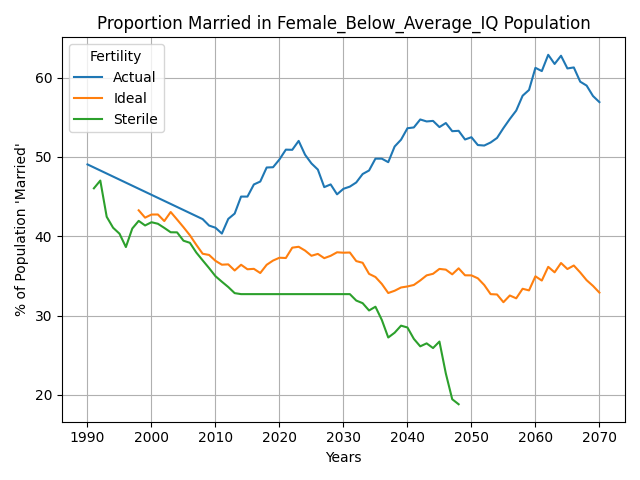 Proportion Married in Female_Below_Average_IQ Population
Fertility
Actual
Ideal
Sterile
% of Population 'Married'
60
50
40
30
20
1990 2000 2010 2020 2030 2040 2050 2060 2070
Years